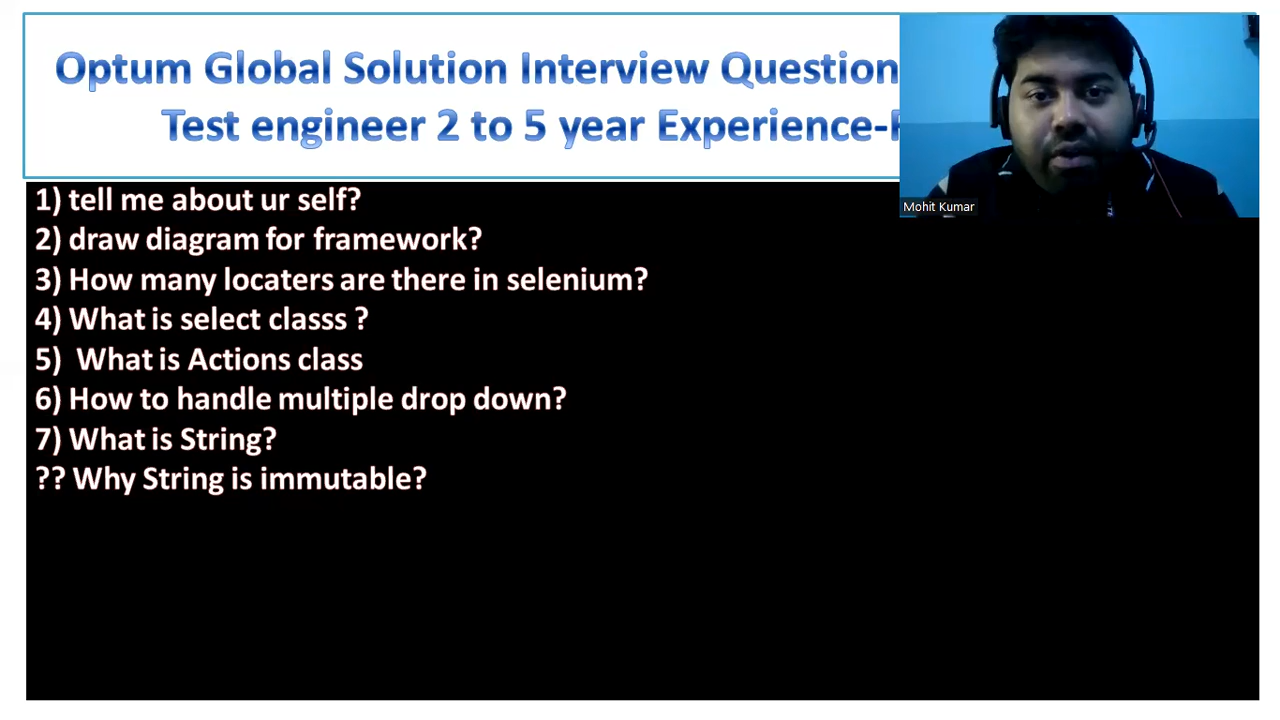 Optum Global Solution Interview Question
Test engineer 2 to 5 year Experience-
Mohit Kumar
1) tell me about ur self?
2) draw diagram for framework?
3) How many locaters are there in selenium?
4) What is select classs ?
5) What is Actions class
6) How to handle multiple drop down?
7) What is String?
?? Why String is immutable?